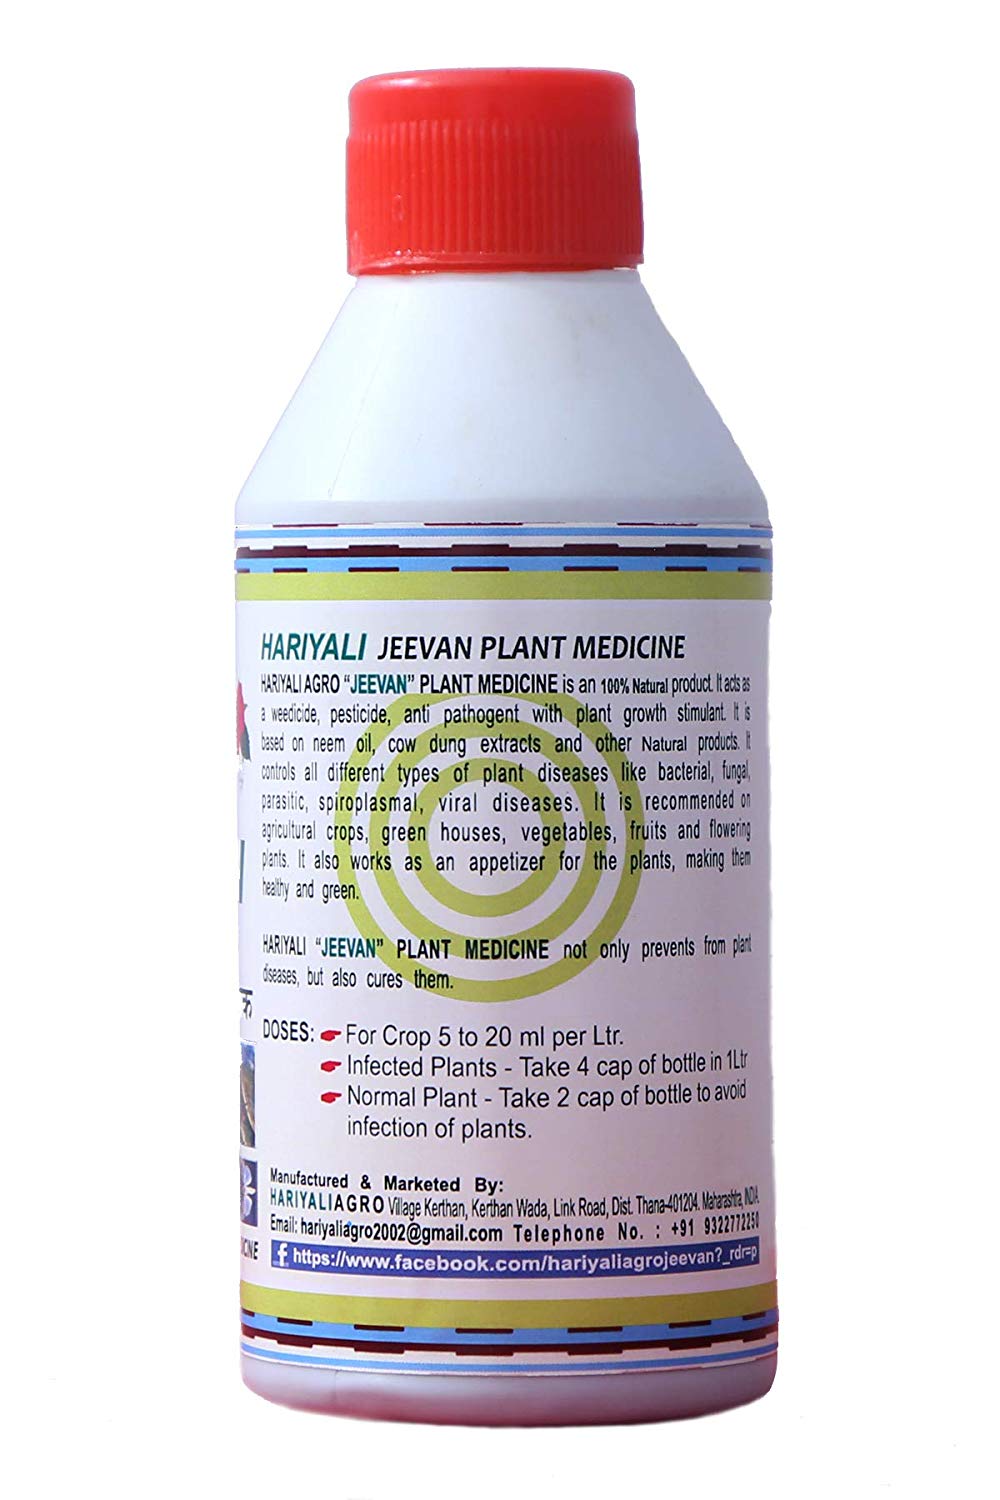 HARIYALI JEEVAN PLANT MEDICINE
HARIYALI AGRO “JEEVAN” PLANT MEDICINE is an 100% Natural product. It acts as
a weedicide, pesticide, anti pathogent with plant growth stimulant. It is
based on neem oil, cow dung extracts and other Natural products. It
controls all different types of plant diseases like bacterial, fungal,
parasitic, spiroplasmal, viral diseases. It is recommended on
agricultural crops, green houses, vegetables, fruits and flowering
plants. It also works as an appetizer for the plants, making them
healthy and green.
HARIYALI “JEEVAN” PLANT MEDICINE not only prevents from plant
diseases, but also cures them.
DOSES: For Crop 5 to 20 ml per Ltr.
Infected Plants - Take 4 cap of bottle in 1Ltr
Normal Plant - Take 2 cap of bottle to avoid
infection of plants.
Manufactured & Marketed By:
HARIYALIAGRO Village Kerthan, Kerthan Wada, Link Road, Dist. Thana-401204. Maharashtra, INDIA.
Email: hariyaliagro2002@gmail.com Telephone No. : +91 9322772250
f https://www.facebook.com/hariyaliagrojeevan?_rdr=p